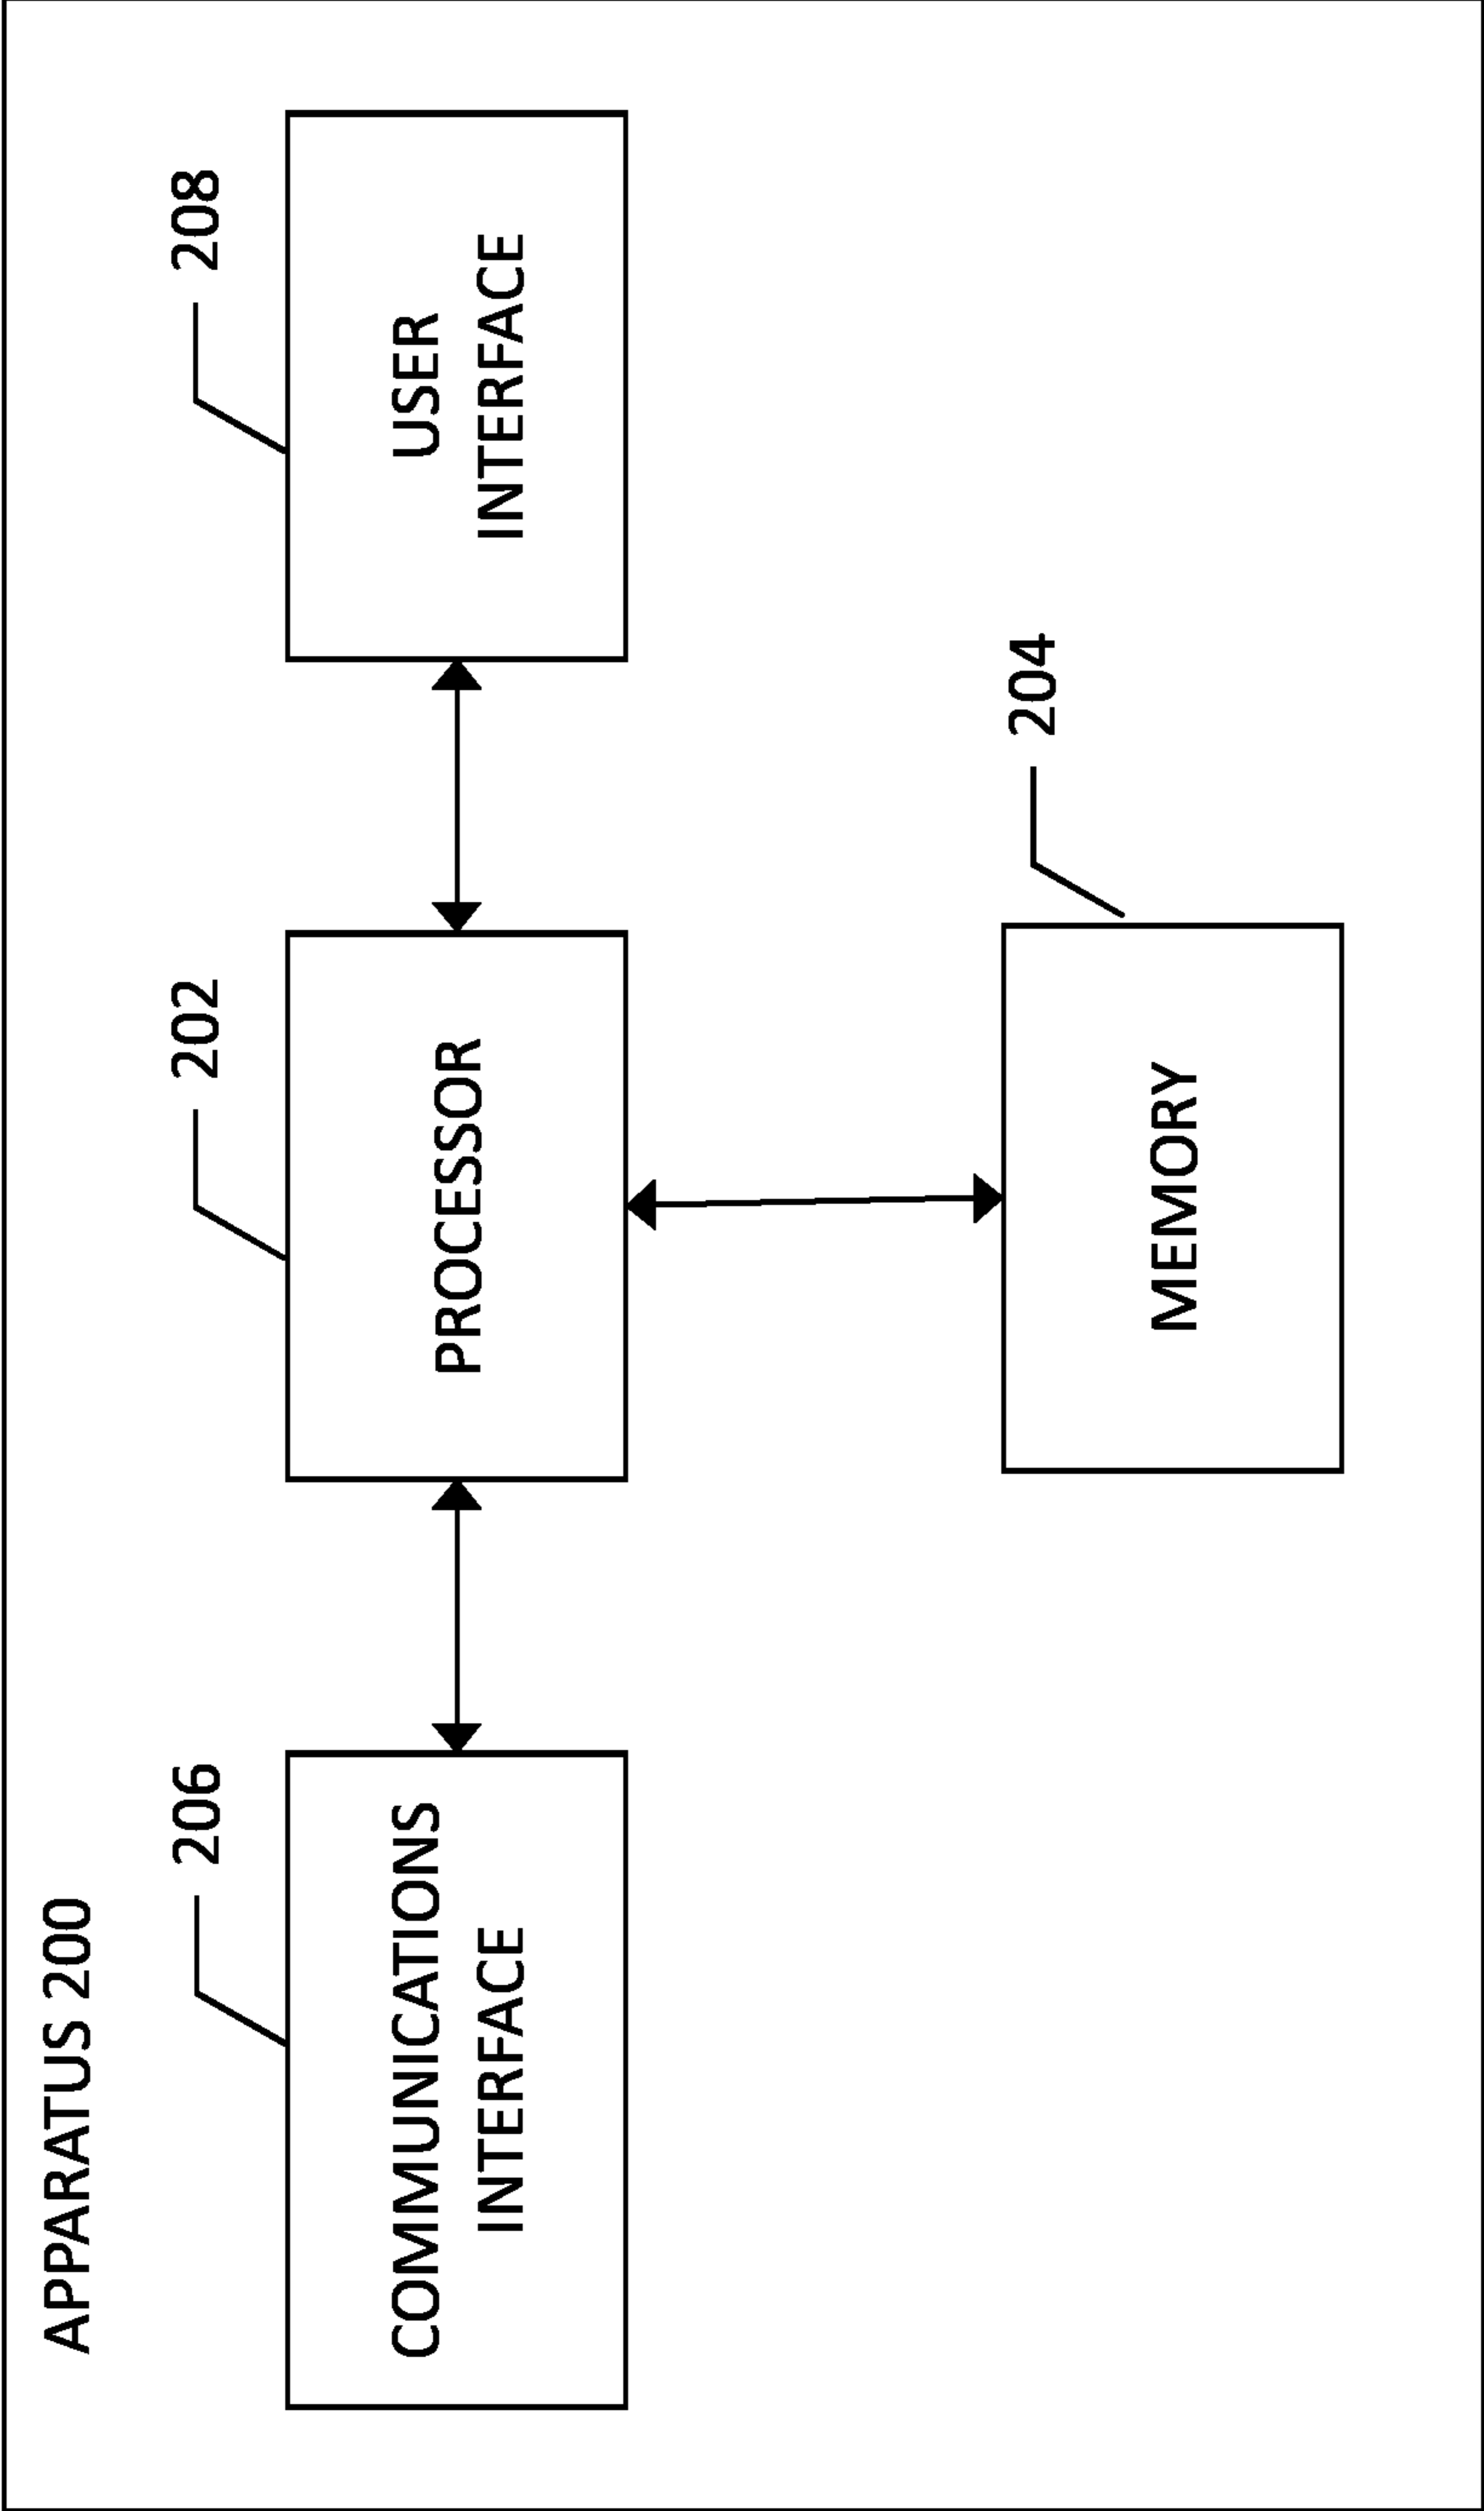 APPARATUS 200
206
202
208
COMMUNICATIONS
INTERFACE
PROCESSOR
USER
INTERFACE
204
MEMORY